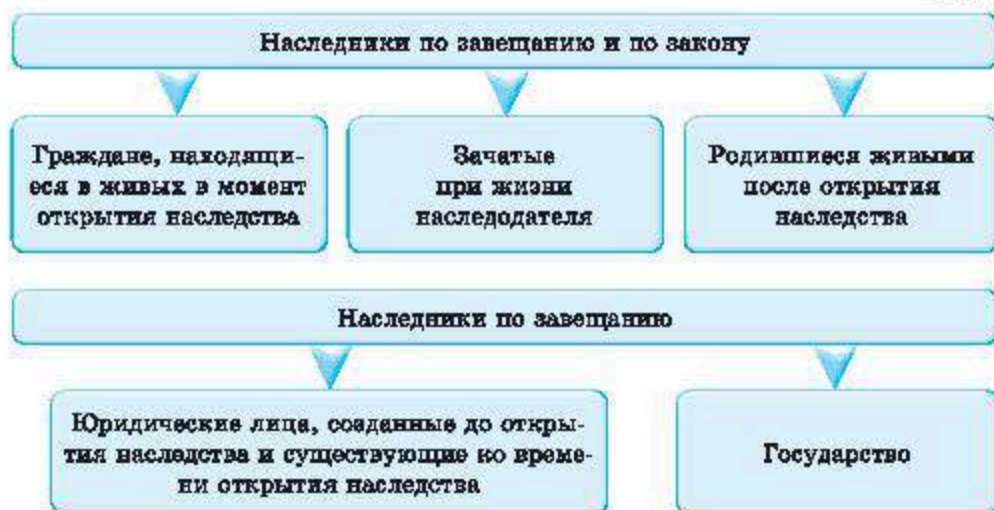 Наследники по завещанию и по закону
Граждане, находящи-
еся в живых в момент
открытия наследства
Зачатые
при жизни
наследодателя
Родившиеся живыми
после открытия
наследства
Наследники по завещанию
Юридические лица, созданные до откры-
тия наследства и существующие ко време-
ни открытия наследства
Государство